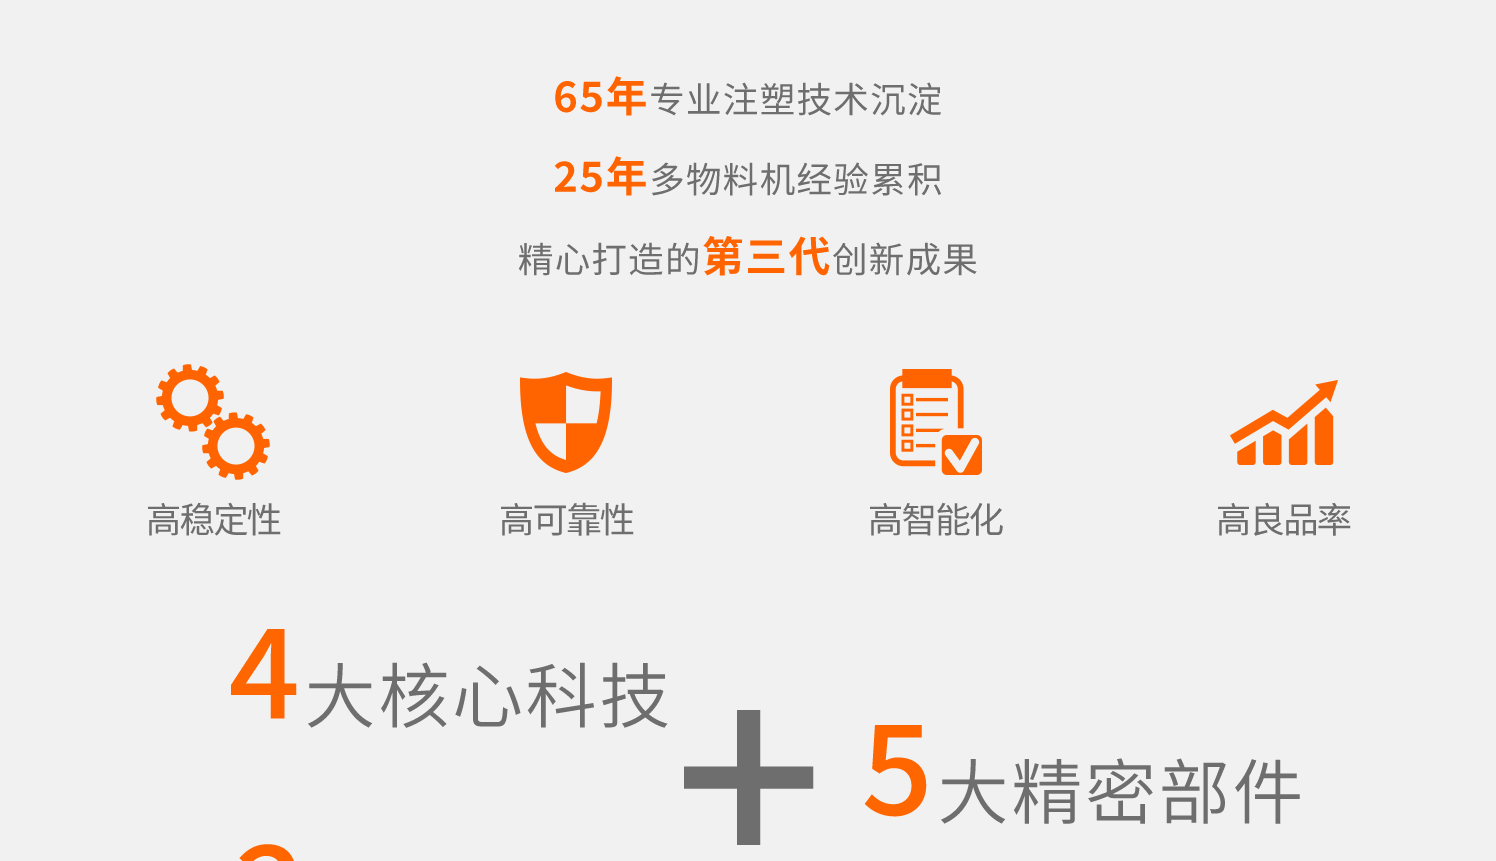 65年专业注塑技术沉淀
25年多物料机经验累积
精心打造的第三代创新成果
高稳定性
高可靠性
高智能化
高良品率
4大核心科技
+
5大精密部件